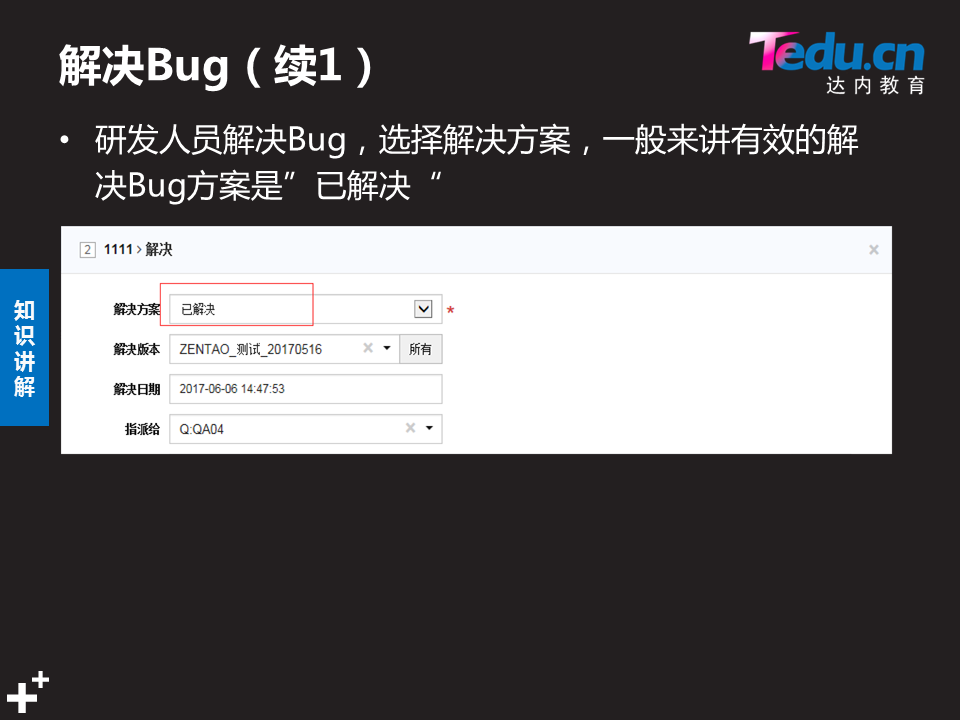 解决Bug（续1）
Tedu.cn
达内教育
• 研发人员解决Bug，选择解决方案，一般来讲有效的解
决Bug方案是”已解决“
2 1111 › 解决 ×
解决方案 已解决 *
解决版本 ZENTAO_测试_20170516 × 所有
解决日期 2017-06-06 14:47:53
指派给 Q:QA04 ×
知识讲解